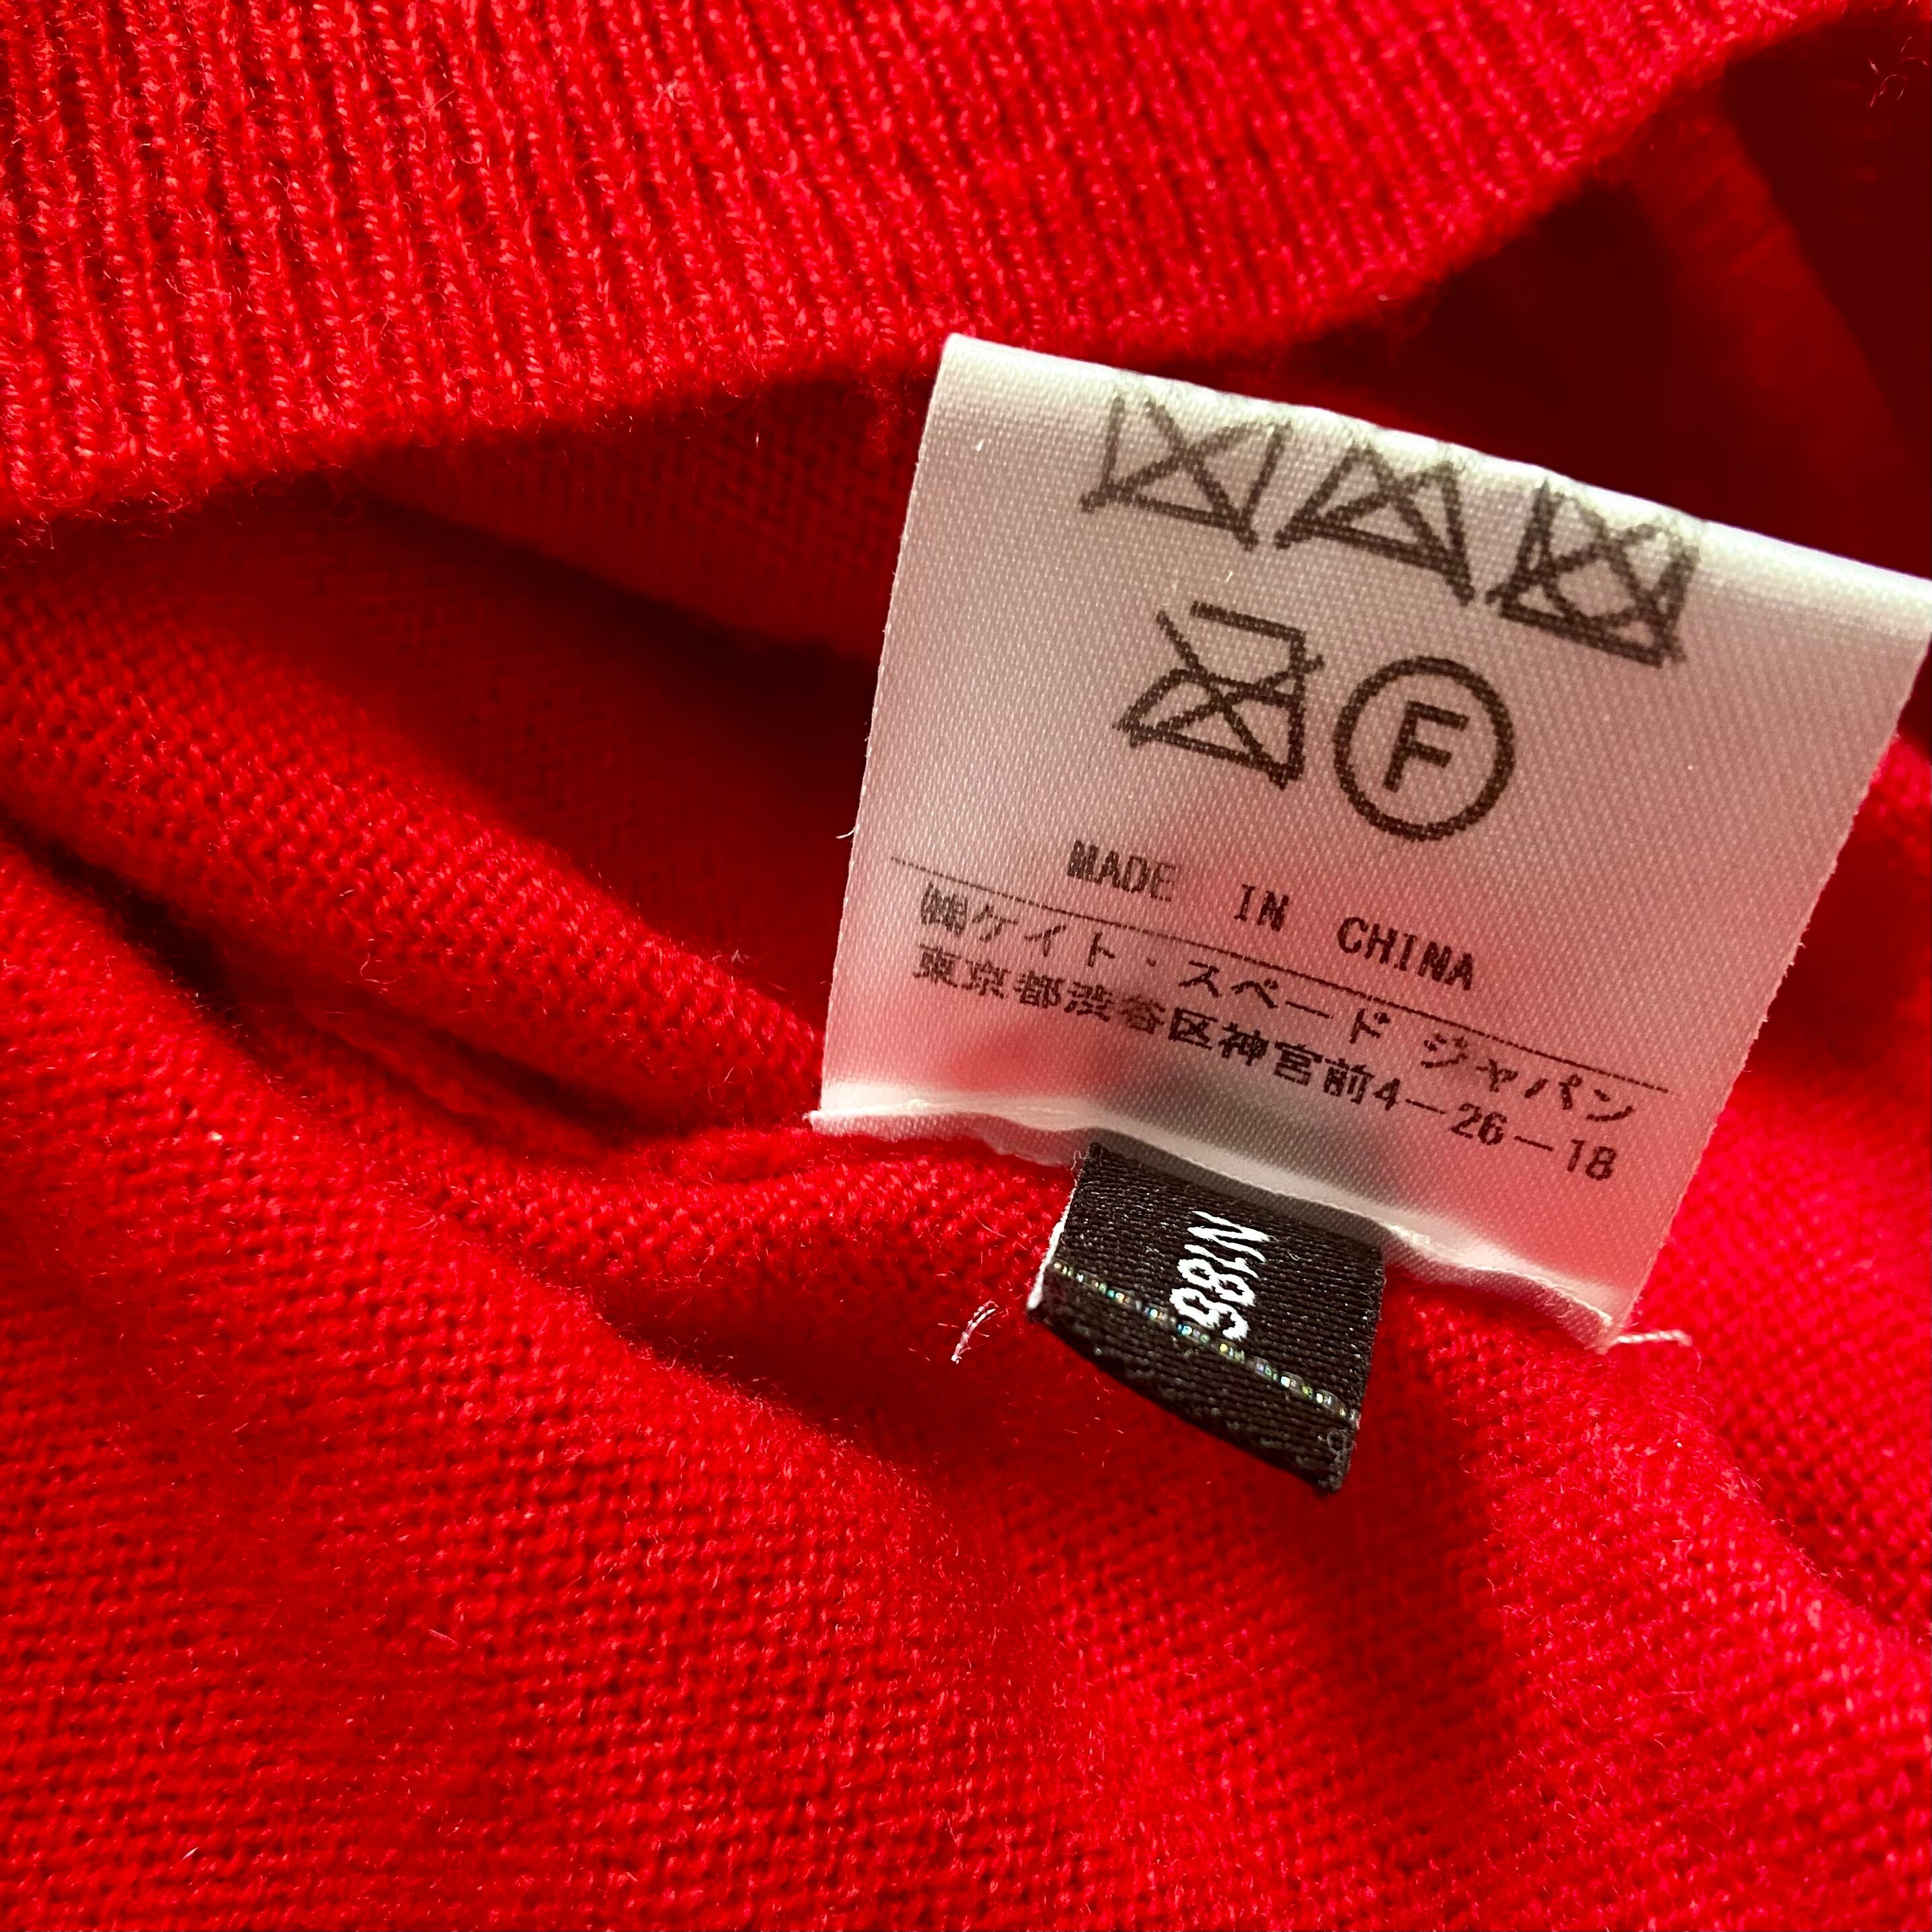 F
MADE IN CHINA
㈱ケイト・スペード ジャパン
東京都渋谷区神宮前4-26-18
N1886